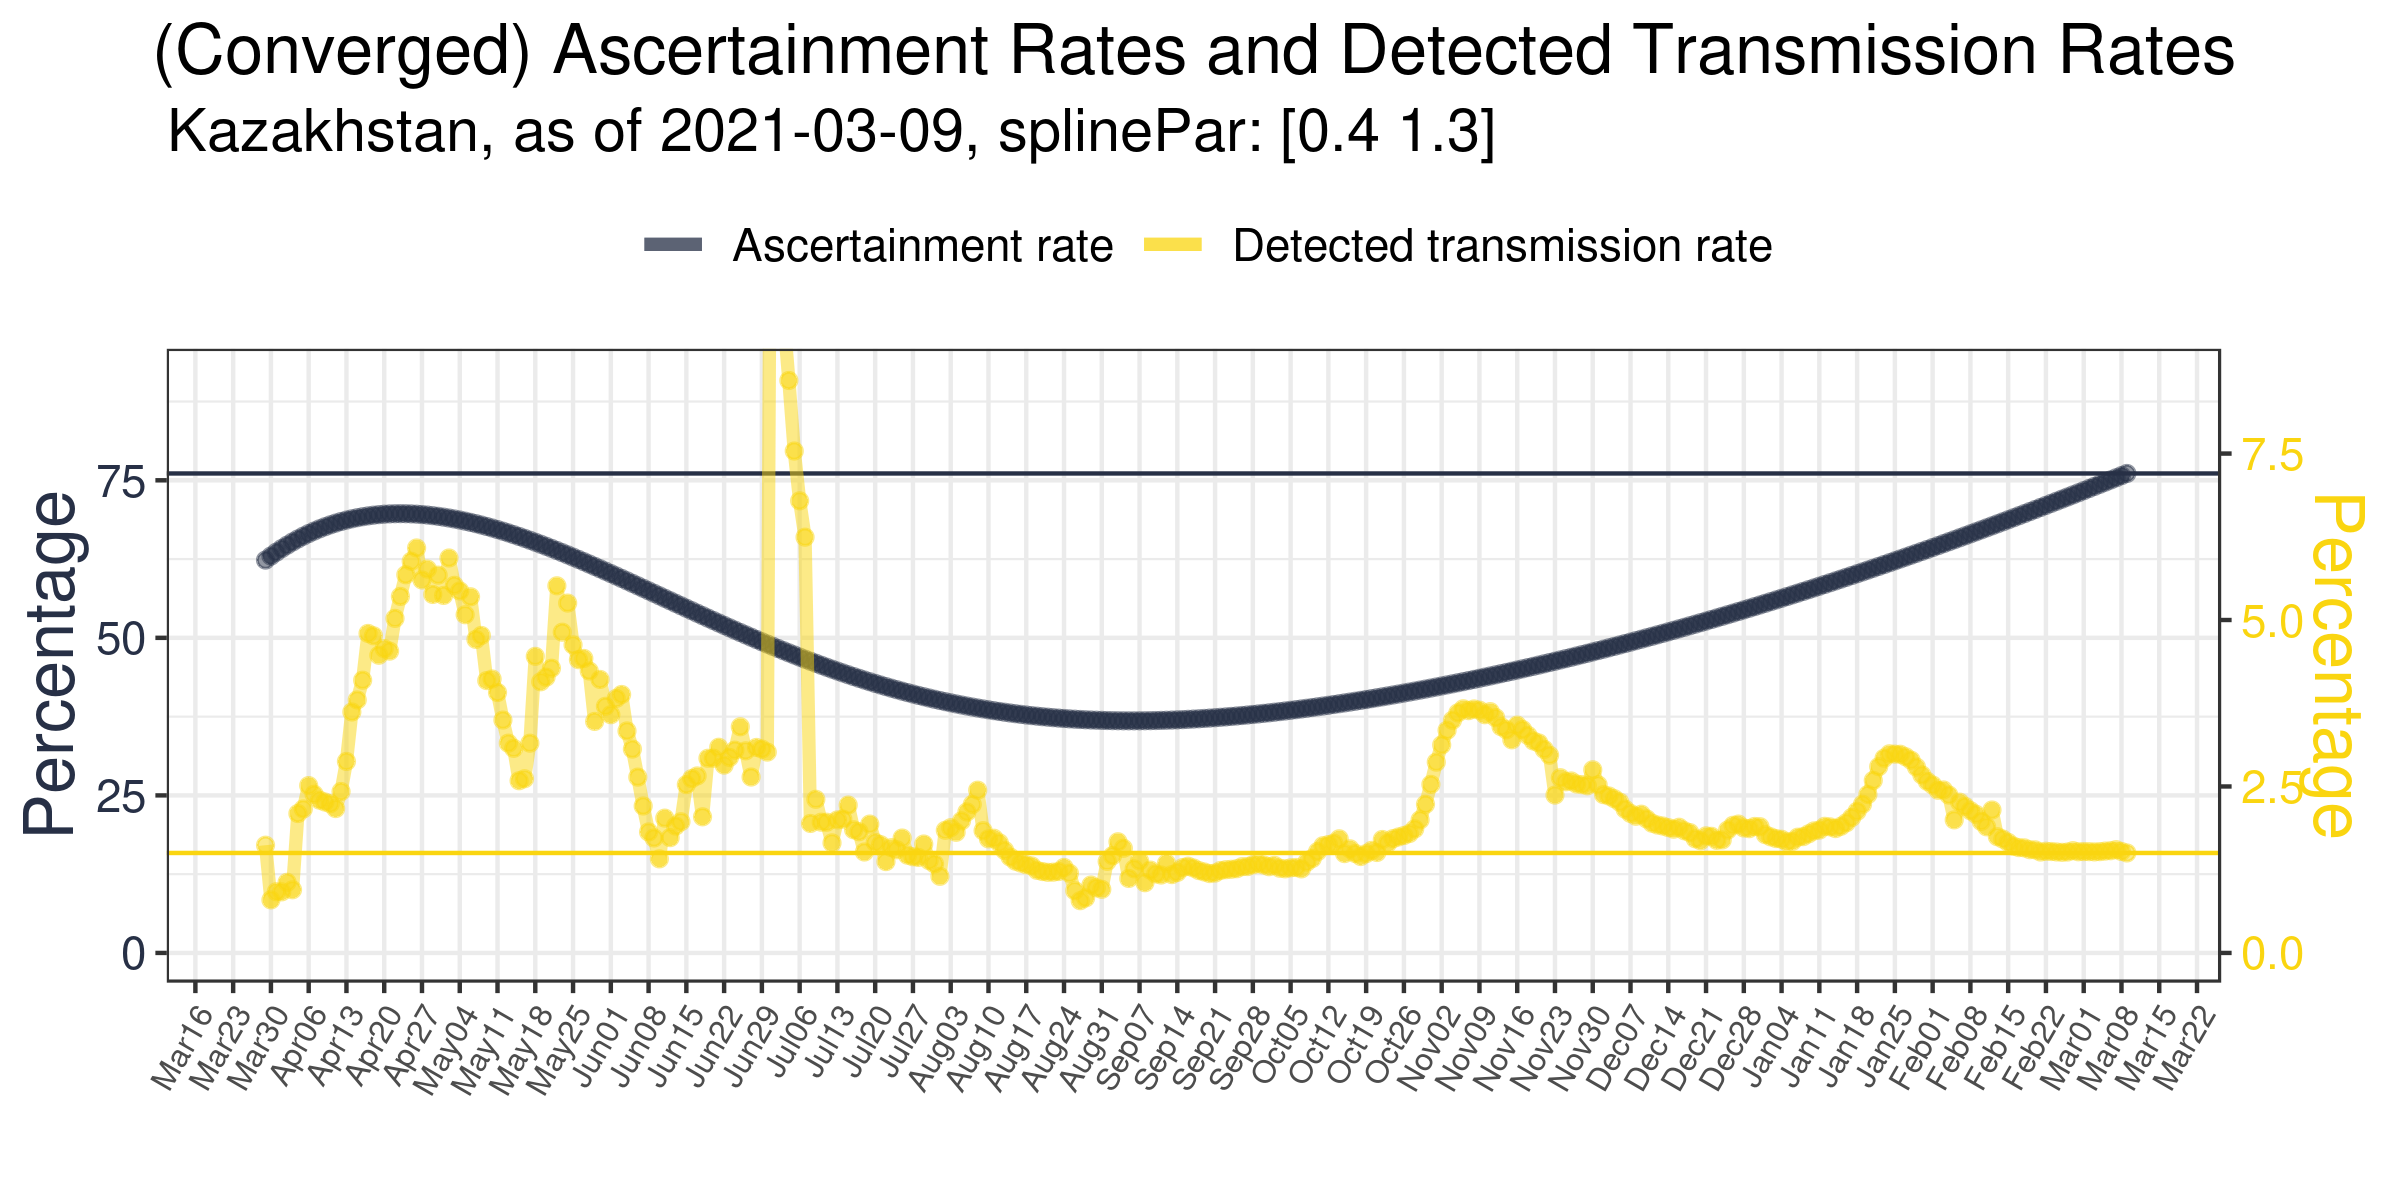 (Converged) Ascertainment Rates and Detected Transmission Rates
Kazakhstan, as of 2021-03-09, splinePar: [0.4 1.3]
Ascertainment rate
Detected transmission rate
Percentage
75
50
25
0
7.5
5.0
2.5
0.0
Percentage
Mar16
Mar23
Mar30
Apr06
Apr13
Apr20
Apr27
May04
May11
May18
May25
Jun01
Jun08
Jun15
Jun22
Jun29
Jul06
Jul13
Jul20
Jul27
Aug03
Aug10
Aug17
Aug24
Aug31
Sep07
Sep14
Sep21
Sep28
Oct05
Oct12
Oct19
Oct26
Nov02
Nov09
Nov16
Nov23
Nov30
Dec07
Dec14
Dec21
Dec28
Jan04
Jan11
Jan18
Jan25
Feb01
Feb08
Feb15
Feb22
Mar01
Mar08
Mar15
Mar22